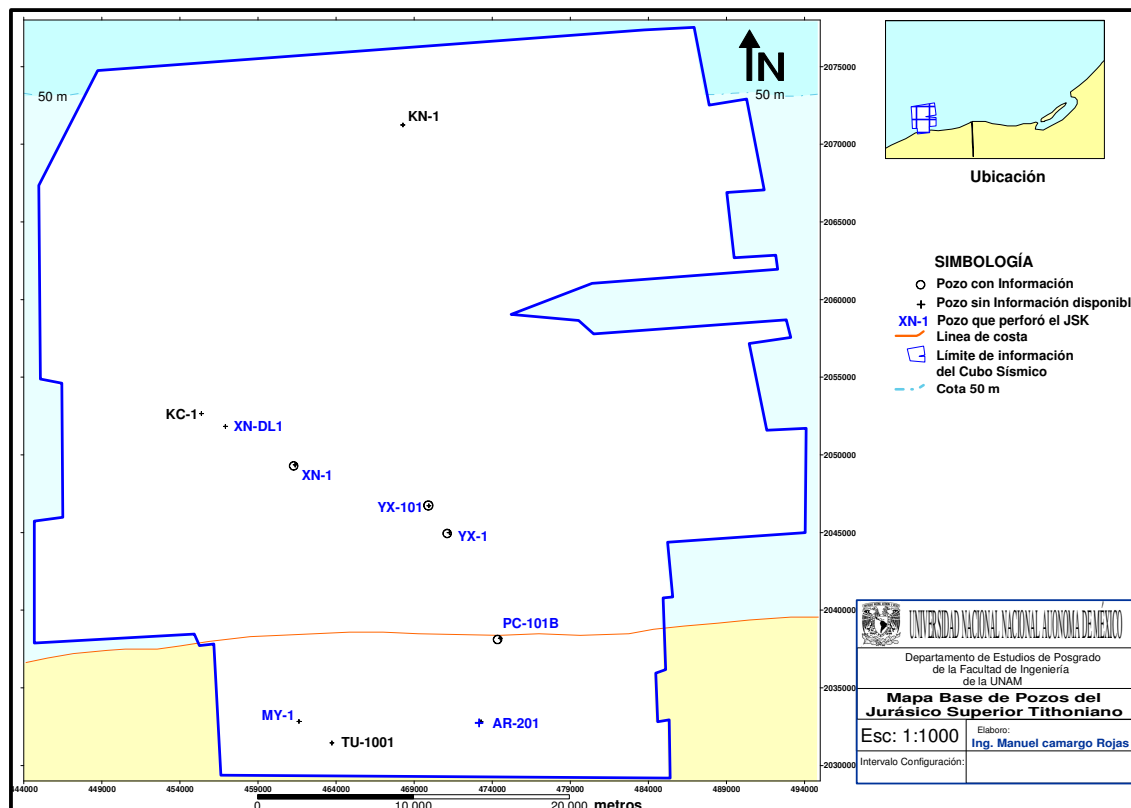 50 m
50 m
KN-1
KC-1
XN-DL1
XN-1
YX-101
YX-1
PC-101B
MY-1
TU-1001
AR-201
N
2075000
2070000
2065000
2060000
2055000
2050000
2045000
2040000
2035000
2030000
444000 449000 454000 459000 464000 469000 474000 479000 484000 489000 494000
0 10 000 20 000 metros
Ubicación
SIMBOLOGÍA
Pozo con Información
Pozo sin Información disponibl
XN-1 Pozo que perforó el JSK
Linea de costa
Límite de información
del Cubo Sísmico
Cota 50 m
UNIVERSIDAD NACIONAL NACIONAL AUONOMA DE MÉXICO
Departamento de Estudios de Posgrado
de la Facultad de Ingeniería
de la UNAM
Mapa Base de Pozos del
Jurásico Superior Tithoniano
Esc: 1:1000
Elaboro:
Ing. Manuel camargo Rojas
Intervalo Configuración: